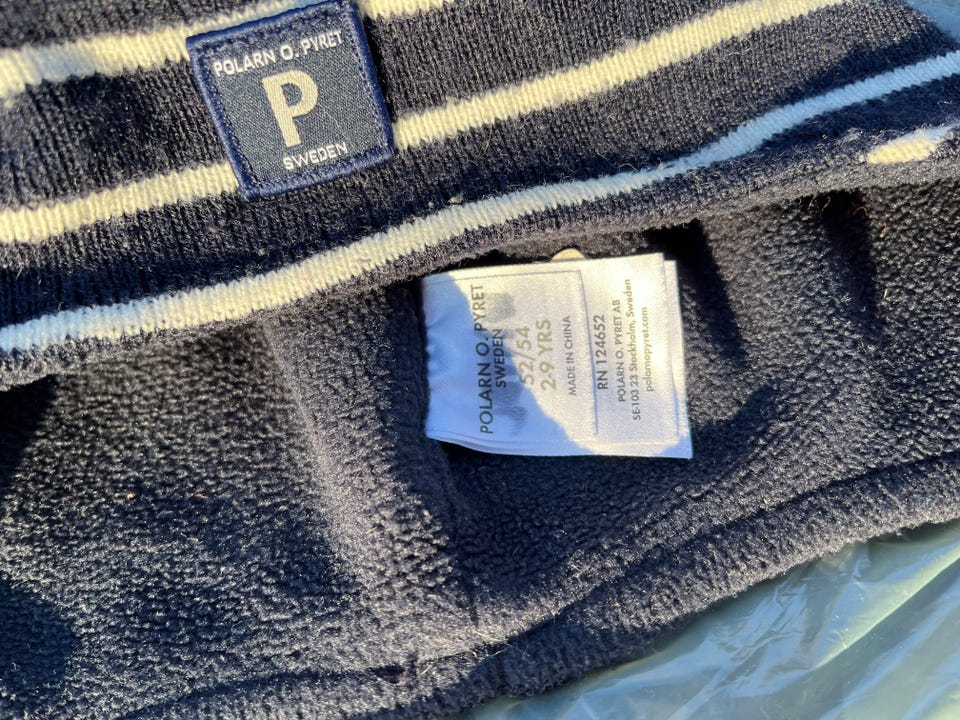 POLARN O. PYRET
P
SWEDEN
POLARN O. PYRET
SWEDEN
52/54
2-9 YRS
MADE IN CHINA
RN 124652
POLARN O. PYRET AB
SE-103 23 Stockholm, Sweden
polarnopyret.com